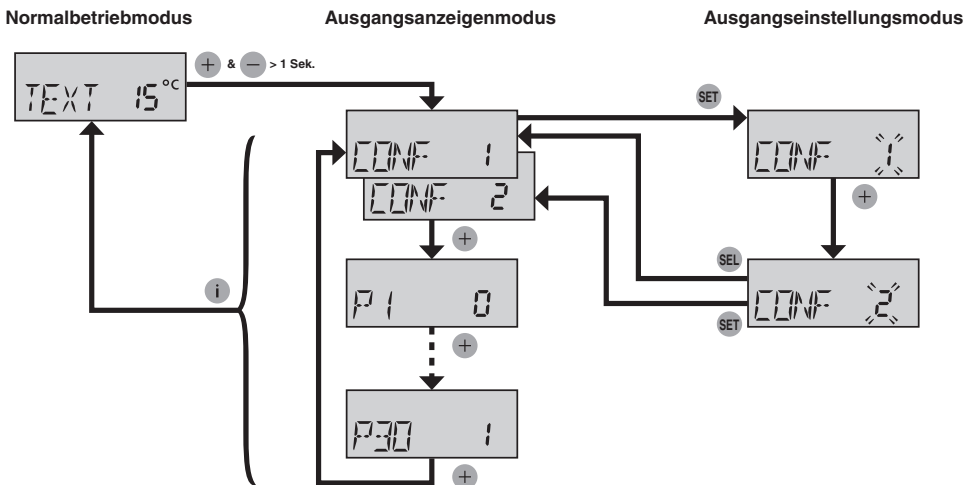 Normalbetriebmodus
Ausgangsanzeigenmodus
Ausgangseinstellungsmodus
+ & – > 1 Sek.
TEXT 15°C
SET
CONF 1
CONF 1
CONF 2
+
+
P1 0
i
SEL
CONF 2
SET
+
P30 1
+